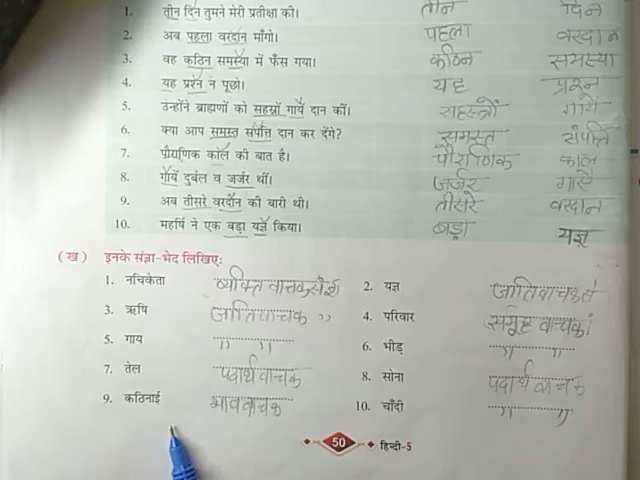 1. तीन दिन तुमने मेरी प्रतीक्षा की। तीन दिन
2. अब पहला वरदान माँगो। पहला वरदान
3. वह कठिन समस्या में फँस गया। कठिन समस्या
4. यह प्रश्न न पूछो। यह प्रश्न
5. उन्होंने ब्राह्मणों को सहस्रों गायें दान कीं। सहस्त्रों गायें
6. क्या आप समस्त संपत्ति दान कर देंगे? समस्त संपत्ति
7. पौराणिक काल की बात है। पौराणिक काल
8. गायें दुर्बल व जर्जर थीं। जर्जर गायें
9. अब तीसरे वरदान की बारी थी। तीसरे वरदान
10. महर्षि ने एक बड़ा यज्ञ किया। बड़ा यज्ञ
(ख) इनके संज्ञा-भेद लिखिए:
1. नचिकेता व्यक्ति वाचक संज्ञा 2. यज्ञ जातिवाचक सं
3. ऋषि जातिवाचक ,, 4. परिवार समूह वाचक सं
5. गाय ,, ,, 6. भीड़ ,, ,,
7. तेल पदार्थ वाचक 8. सोना पदार्थ वाचक
9. कठिनाई भाववाचक 10. चाँदी ,, ,,
50 हिन्दी-5